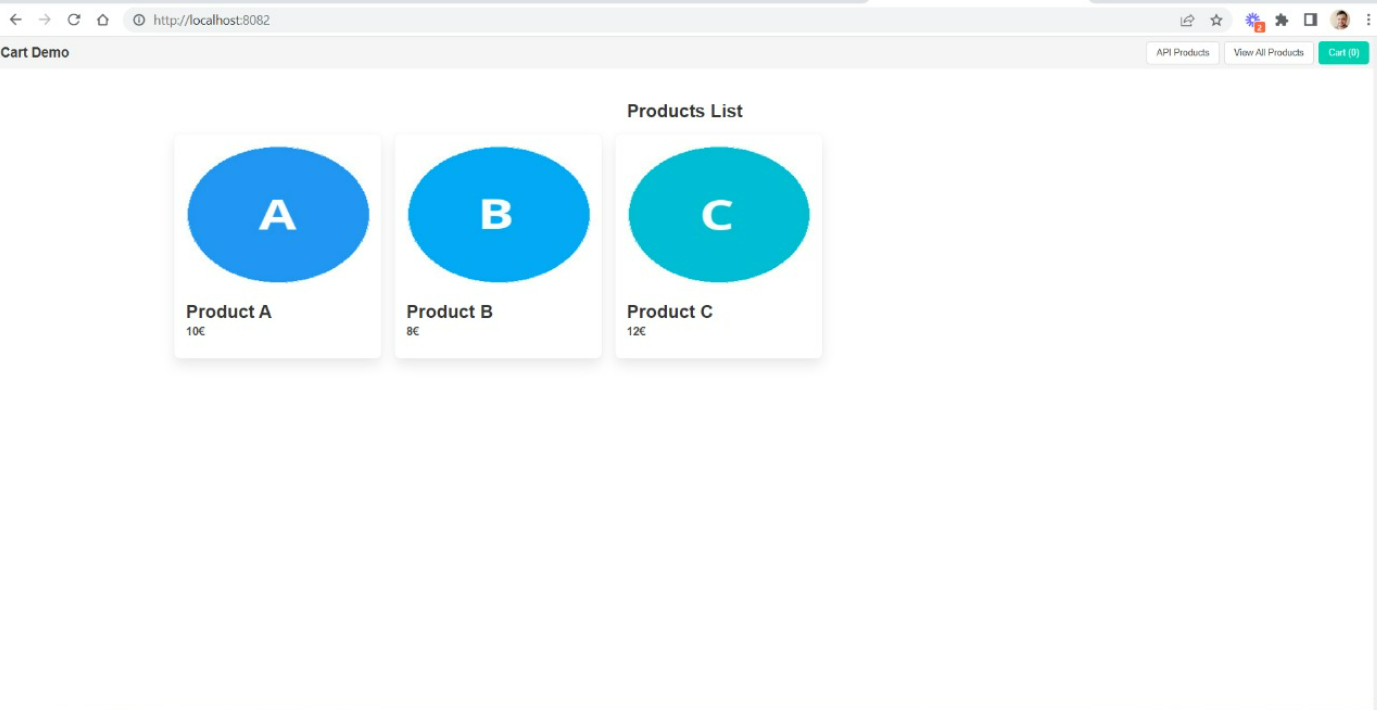 http://localhost:8082
2
Cart Demo
API Products
View All Products
Cart (0)
Products List
A
B
C
Product A
10€
Product B
8€
Product C
12€